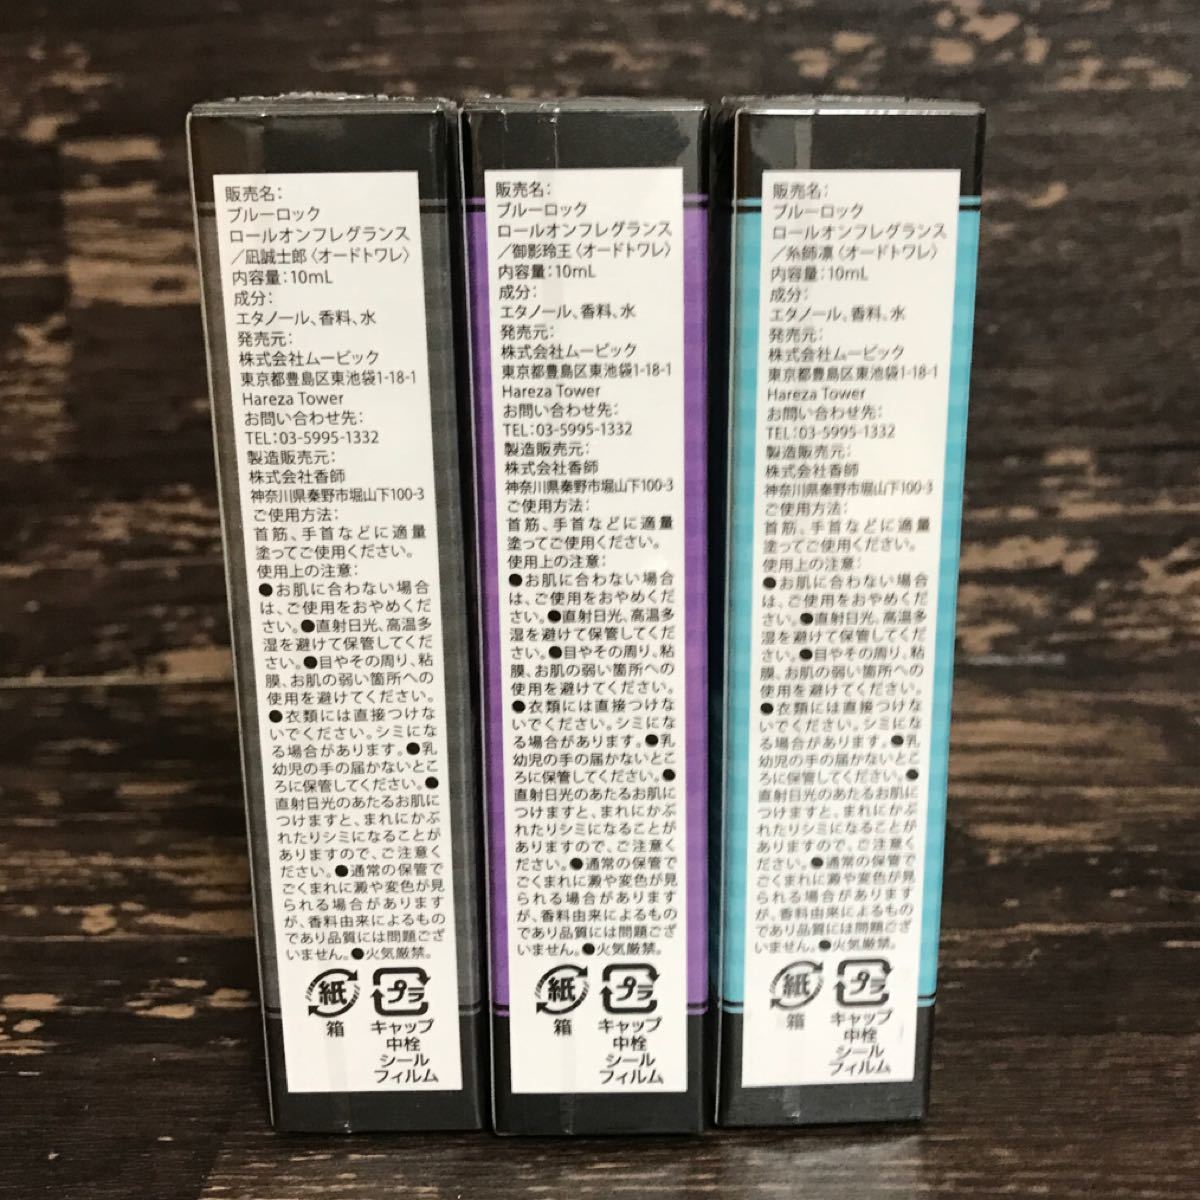 販売名：
ブルーロック
ロールオンフレグランス
／凪誠士郎〈オードトワレ〉
内容量：10mL
成分：
エタノール、香料、水
発売元：
株式会社ムービック
東京都豊島区東池袋1-18-1
Hareza Tower
お問い合わせ先：
TEL：03-5995-1332
製造販売元：
株式会社香師
神奈川県秦野市堀山下100-3
ご使用方法：
首筋、手首などに適量
塗ってご使用ください。
使用上の注意：
●お肌に合わない場合
は、ご使用をおやめくだ
さい。●直射日光、高温多
湿を避けて保管してくだ
さい。●目やその周り、粘
膜、お肌の弱い箇所への
使用を避けてください。
●衣類には直接つけな
いでください。シミにな
る場合があります。●乳
幼児の手の届かないとこ
ろに保管してください。●
直射日光のあたるお肌に
つけますと、まれにかぶ
れたりシミになることが
ありますので、ご注意く
ださい。●通常の保管で
ごくまれに澱や変色が見
られる場合があります
が、香料由来によるもの
であり品質には問題ござ
いません。●火気厳禁。
紙 プラ
箱 キャップ
中栓
シール
フィルム
販売名：
ブルーロック
ロールオンフレグランス
／御影玲王〈オードトワレ〉
内容量：10mL
成分：
エタノール、香料、水
発売元：
株式会社ムービック
東京都豊島区東池袋1-18-1
Hareza Tower
お問い合わせ先：
TEL：03-5995-1332
製造販売元：
株式会社香師
神奈川県秦野市堀山下100-3
ご使用方法：
首筋、手首などに適量
塗ってご使用ください。
使用上の注意：
●お肌に合わない場合
は、ご使用をおやめくだ
さい。●直射日光、高温多
湿を避けて保管してくだ
さい。●目やその周り、粘
膜、お肌の弱い箇所への
使用を避けてください。
●衣類には直接つけな
いでください。シミにな
る場合があります。●乳
幼児の手の届かないとこ
ろに保管してください。●
直射日光のあたるお肌に
つけますと、まれにかぶ
れたりシミになることが
ありますので、ご注意く
ださい。●通常の保管で
ごくまれに澱や変色が見
られる場合があります
が、香料由来によるもの
であり品質には問題ござ
いません。●火気厳禁。
紙 プラ
箱 キャップ
中栓
シール
フィルム
販売名：
ブルーロック
ロールオンフレグランス
／糸師凛〈オードトワレ〉
内容量：10mL
成分：
エタノール、香料、水
発売元：
株式会社ムービック
東京都豊島区東池袋1-18-1
Hareza Tower
お問い合わせ先：
TEL：03-5995-1332
製造販売元：
株式会社香師
神奈川県秦野市堀山下100-3
ご使用方法：
首筋、手首などに適量
塗ってご使用ください。
使用上の注意：
●お肌に合わない場合
は、ご使用をおやめくだ
さい。●直射日光、高温多
湿を避けて保管してくだ
さい。●目やその周り、粘
膜、お肌の弱い箇所への
使用を避けてください。
●衣類には直接つけな
いでください。シミにな
る場合があります。●乳
幼児の手の届かないとこ
ろに保管してください。●
直射日光のあたるお肌に
つけますと、まれにかぶ
れたりシミになることが
ありますので、ご注意く
ださい。●通常の保管で
ごくまれに澱や変色が見
られる場合があります
が、香料由来によるもの
であり品質には問題ござ
いません。●火気厳禁。
紙 プラ
箱 キャップ
中栓
シール
フィルム